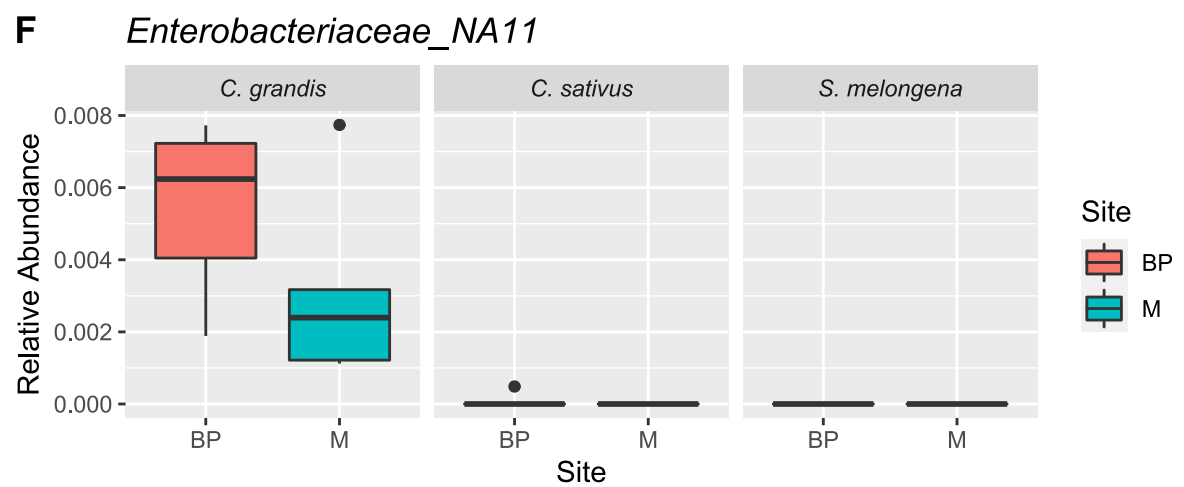 F Enterobacteriaceae_NA11
C. grandis C. sativus S. melongena
Relative Abundance
0.008
0.006
0.004
0.002
0.000
BP M BP M BP M
Site
Site
BP
M